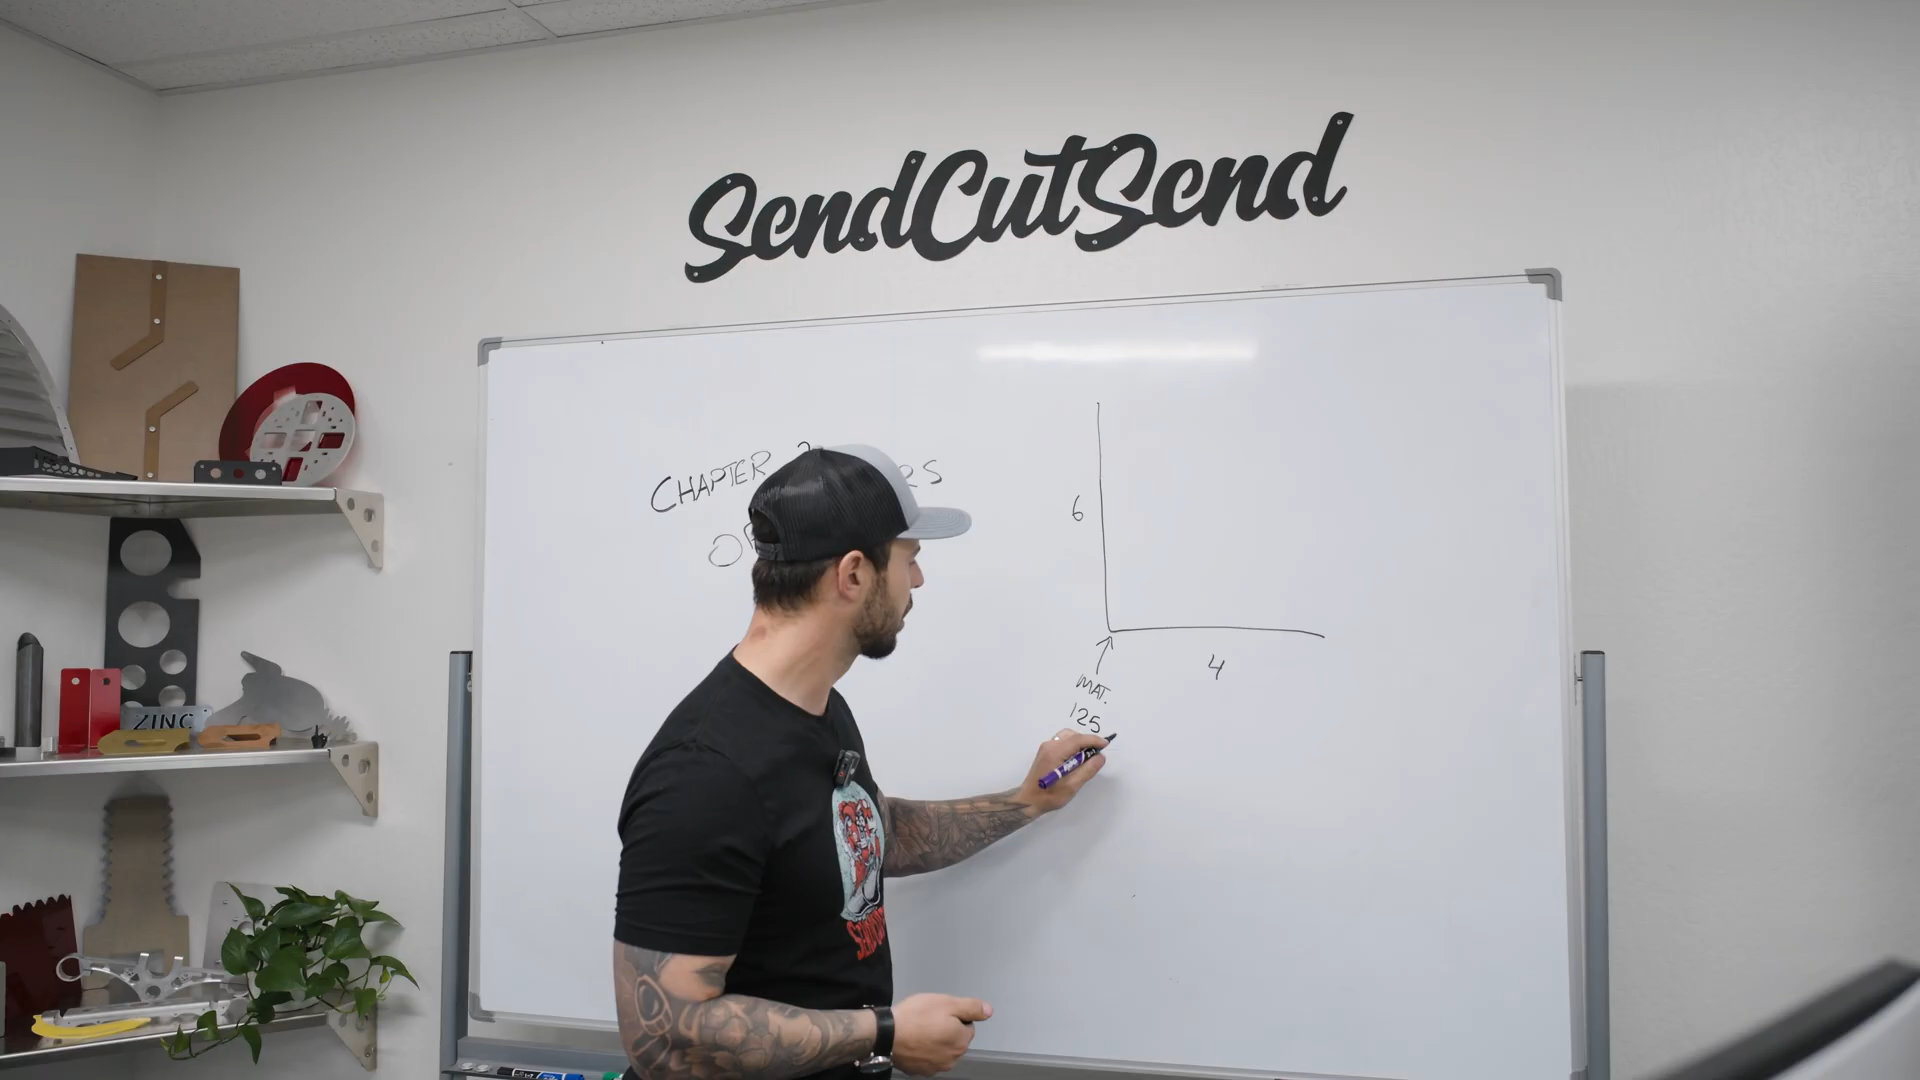 SendCutSend
CHAPTER
6
4
MAT.
.125
ZINC